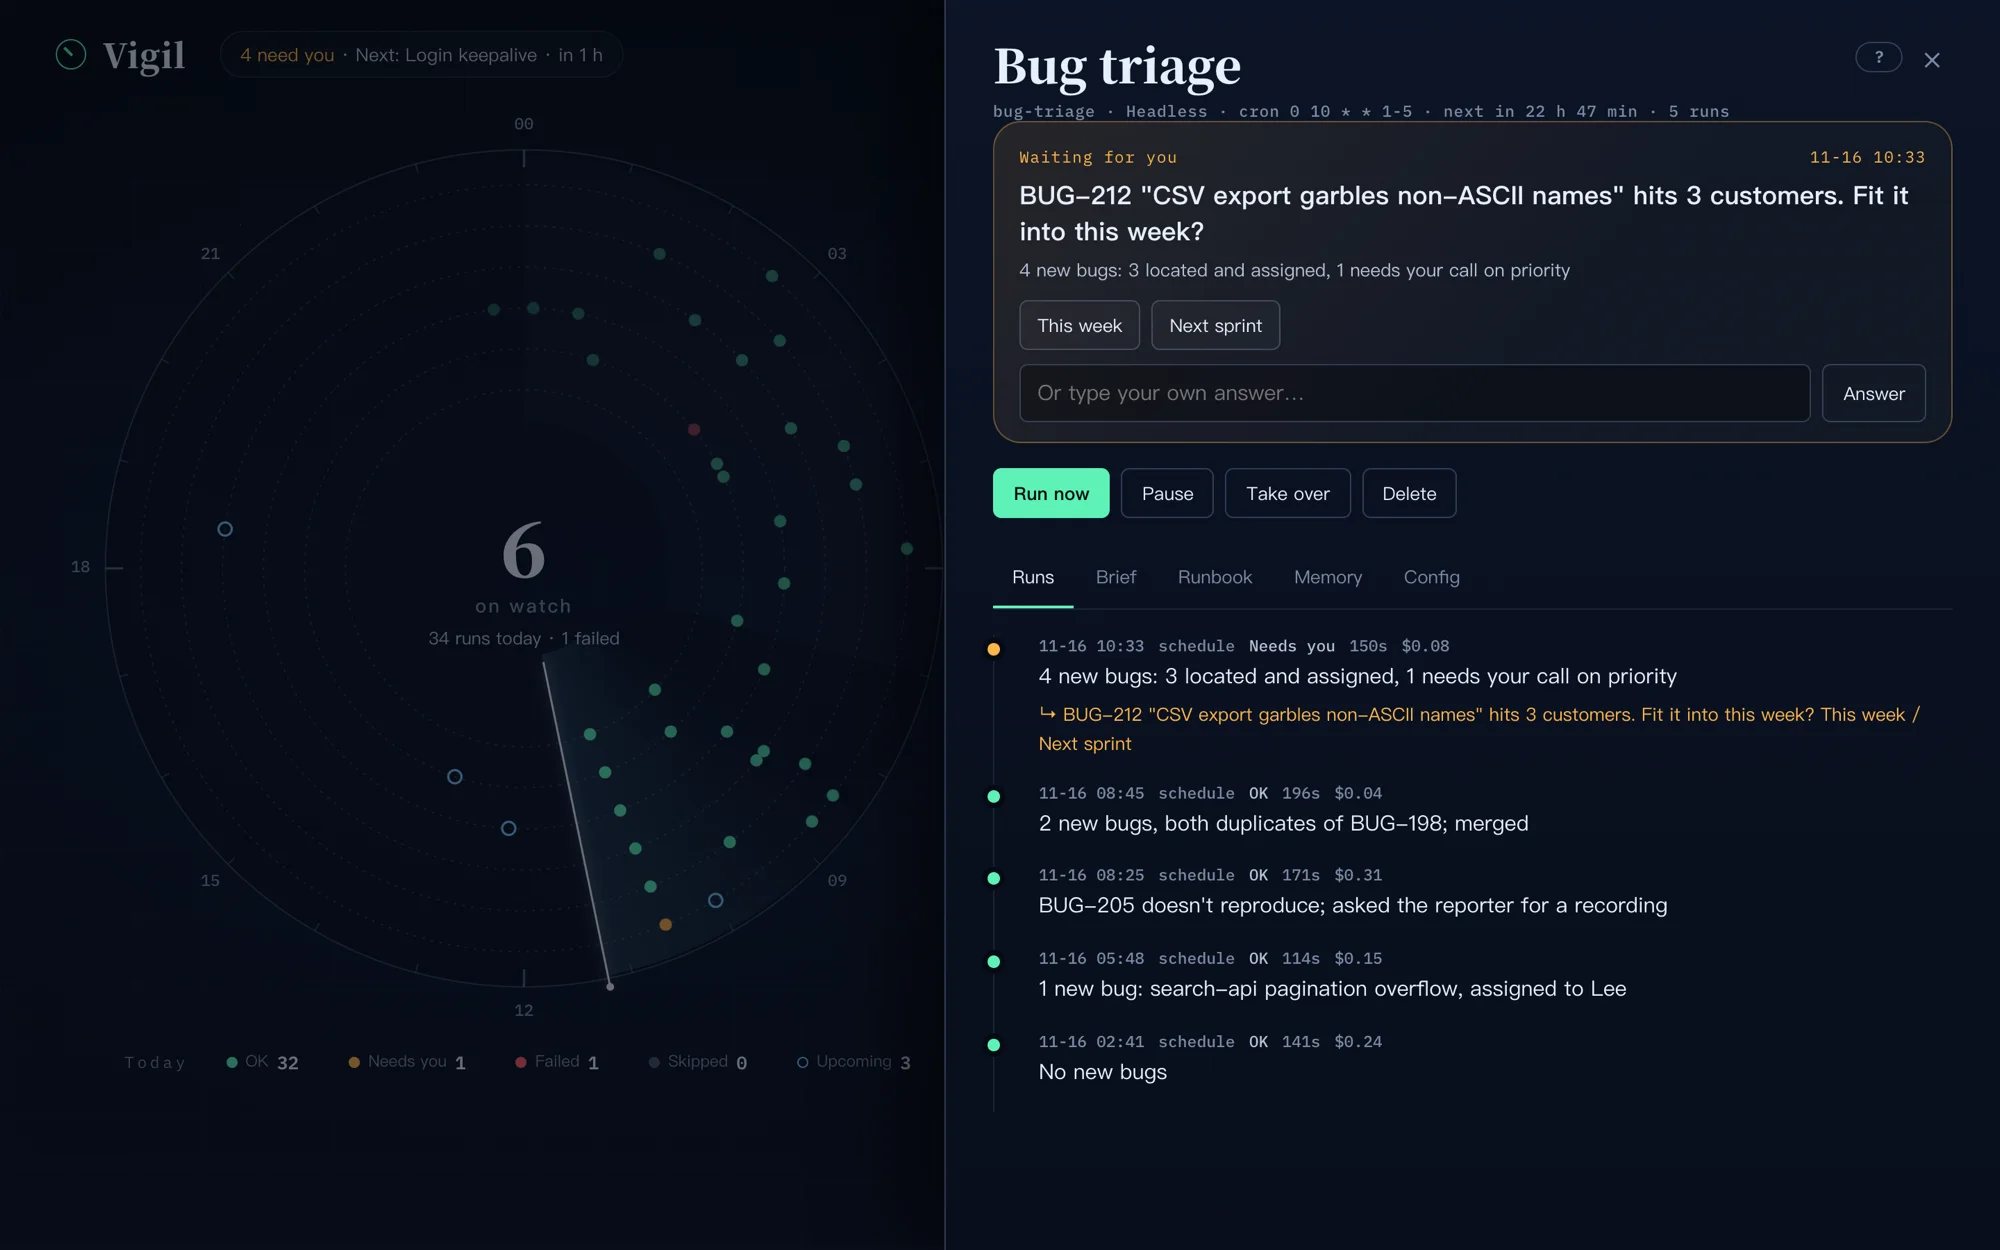 Vigil
4 need you · Next: Login keepalive · in 1 h
00
03
21
18
6
on watch
34 runs today · 1 failed
15
09
12
Today
OK 32
Needs you 1
Failed 1
Skipped 0
Upcoming 3
Bug triage
?
bug-triage · Headless · cron 0 10 * * 1-5 · next in 22 h 47 min · 5 runs
Waiting for you
11-16 10:33
BUG-212 "CSV export garbles non-ASCII names" hits 3 customers. Fit it
into this week?
4 new bugs: 3 located and assigned, 1 needs your call on priority
This week
Next sprint
Or type your own answer...
Answer
Run now
Pause
Take over
Delete
Runs
Brief
Runbook
Memory
Config
11-16 10:33 schedule Needs you 150s $0.08
4 new bugs: 3 located and assigned, 1 needs your call on priority
↳ BUG-212 "CSV export garbles non-ASCII names" hits 3 customers. Fit it into this week? This week /
Next sprint
11-16 08:45 schedule OK 196s $0.04
2 new bugs, both duplicates of BUG-198; merged
11-16 08:25 schedule OK 171s $0.31
BUG-205 doesn't reproduce; asked the reporter for a recording
11-16 05:48 schedule OK 114s $0.15
1 new bug: search-api pagination overflow, assigned to Lee
11-16 02:41 schedule OK 141s $0.24
No new bugs